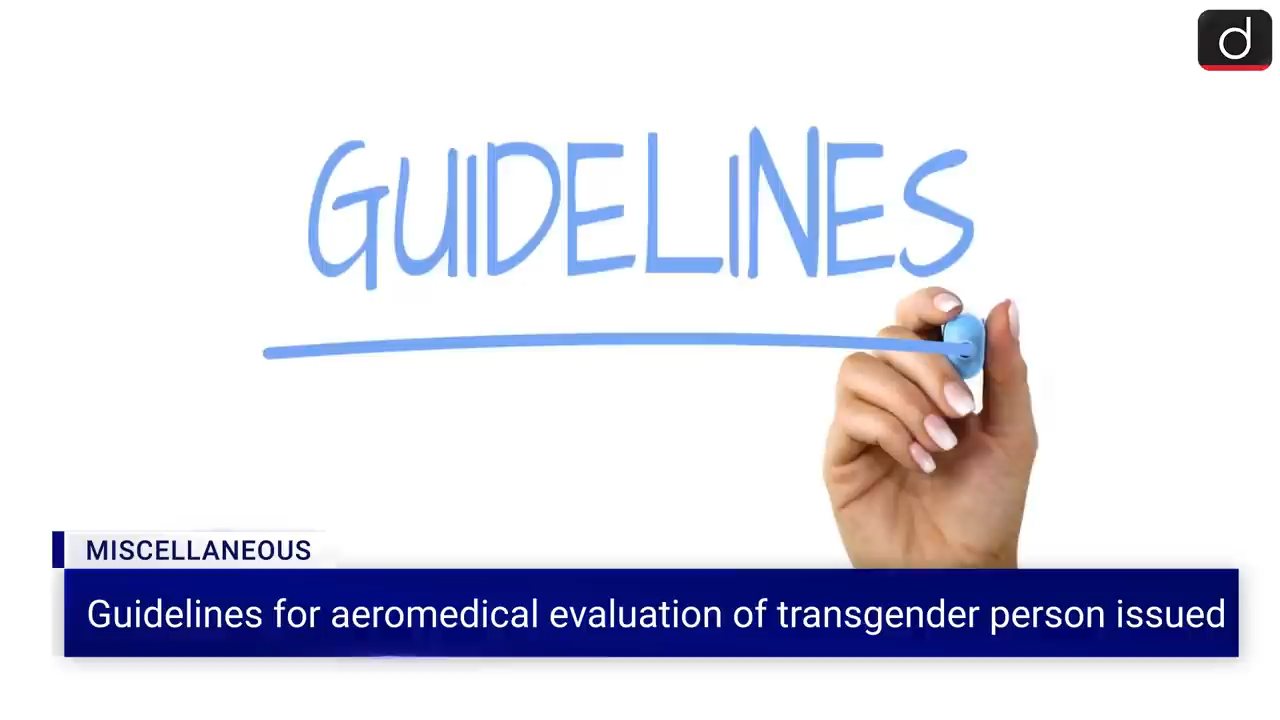 d
GUIDELINES
MISCELLANEOUS
Guidelines for aeromedical evaluation of transgender person issued